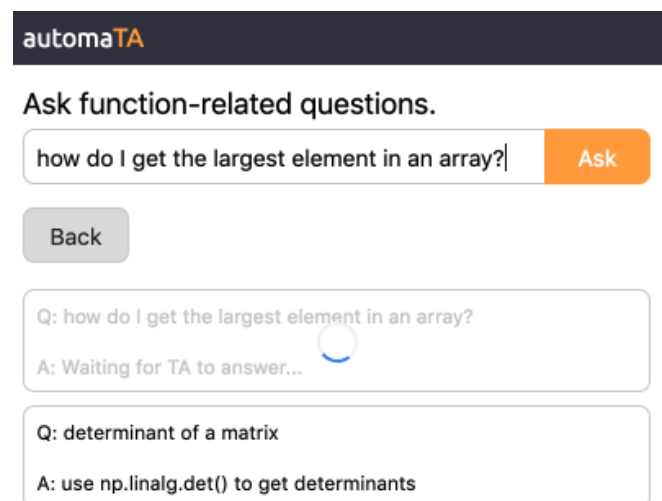 automaTA
Ask function-related questions.
how do I get the largest element in an array?
Ask
Back
Q: how do I get the largest element in an array?
A: Waiting for TA to answer...
Q: determinant of a matrix
A: use np.linalg.det() to get determinants